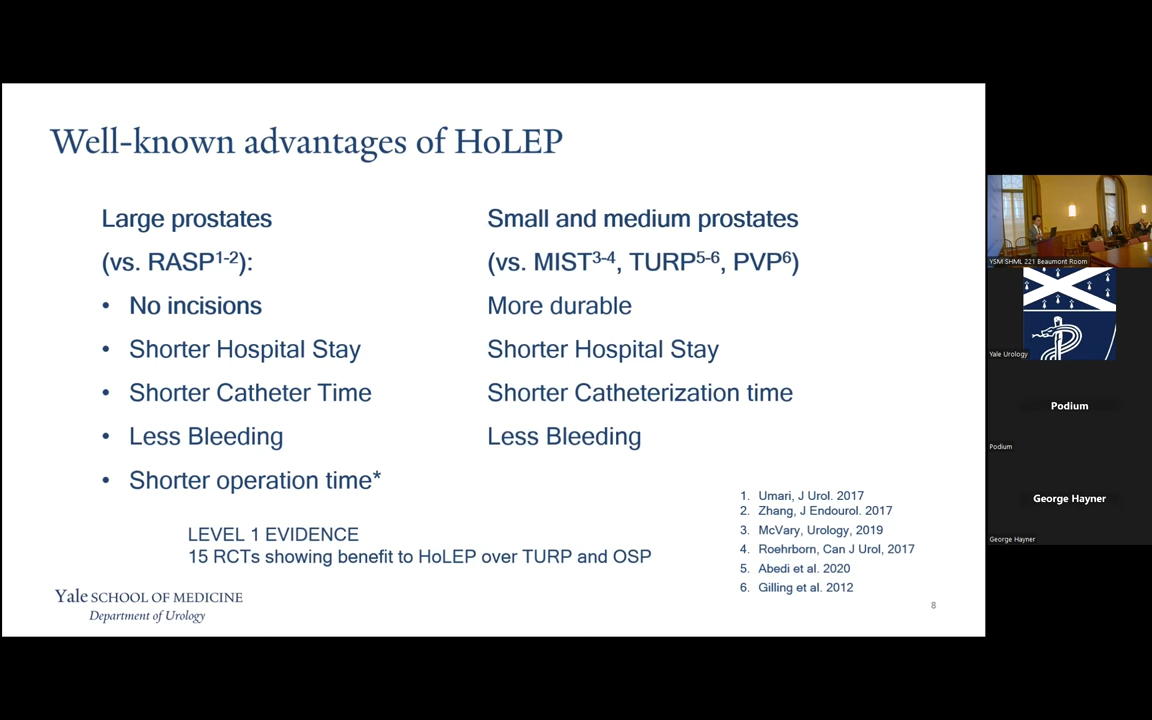 Well-known advantages of HoLEP
Large prostates
(vs. RASP1-2):
• No incisions
• Shorter Hospital Stay
• Shorter Catheter Time
• Less Bleeding
• Shorter operation time*
Small and medium prostates
(vs. MIST3-4, TURP5-6, PVP6)
More durable
Shorter Hospital Stay
Shorter Catheterization time
Less Bleeding
LEVEL 1 EVIDENCE
15 RCTs showing benefit to HoLEP over TURP and OSP
1. Umari, J Urol. 2017
2. Zhang, J Endourol. 2017
3. McVary, Urology, 2019
4. Roehrborn, Can J Urol, 2017
5. Abedi et al. 2020
6. Gilling et al. 2012
Yale SCHOOL OF MEDICINE
Department of Urology
8
YSM SHML 221 Beaumont Room
Yale Urology
Podium
Podium
George Hayner
George Hayner